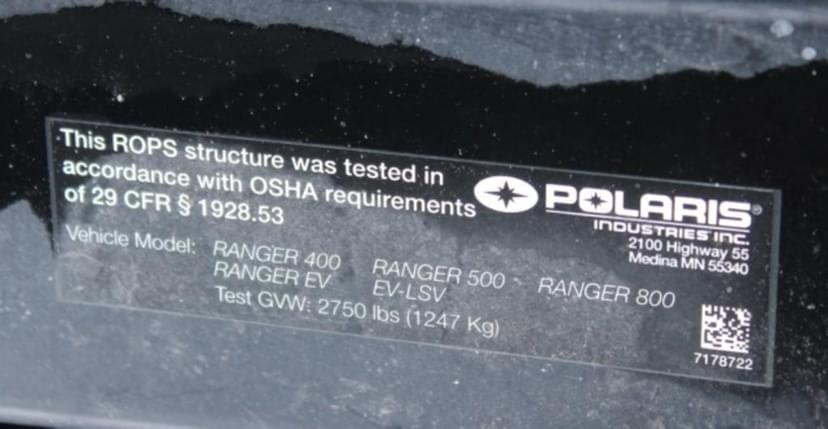 This ROPS structure was tested in
accordance with OSHA requirements
of 29 CFR § 1928.53
POLARIS®
INDUSTRIES INC.
2100 Highway 55
Medina MN 55340
Vehicle Model: RANGER 400 RANGER 500 RANGER 800
RANGER EV EV-LSV
Test GVW: 2750 lbs (1247 Kg)
7178722